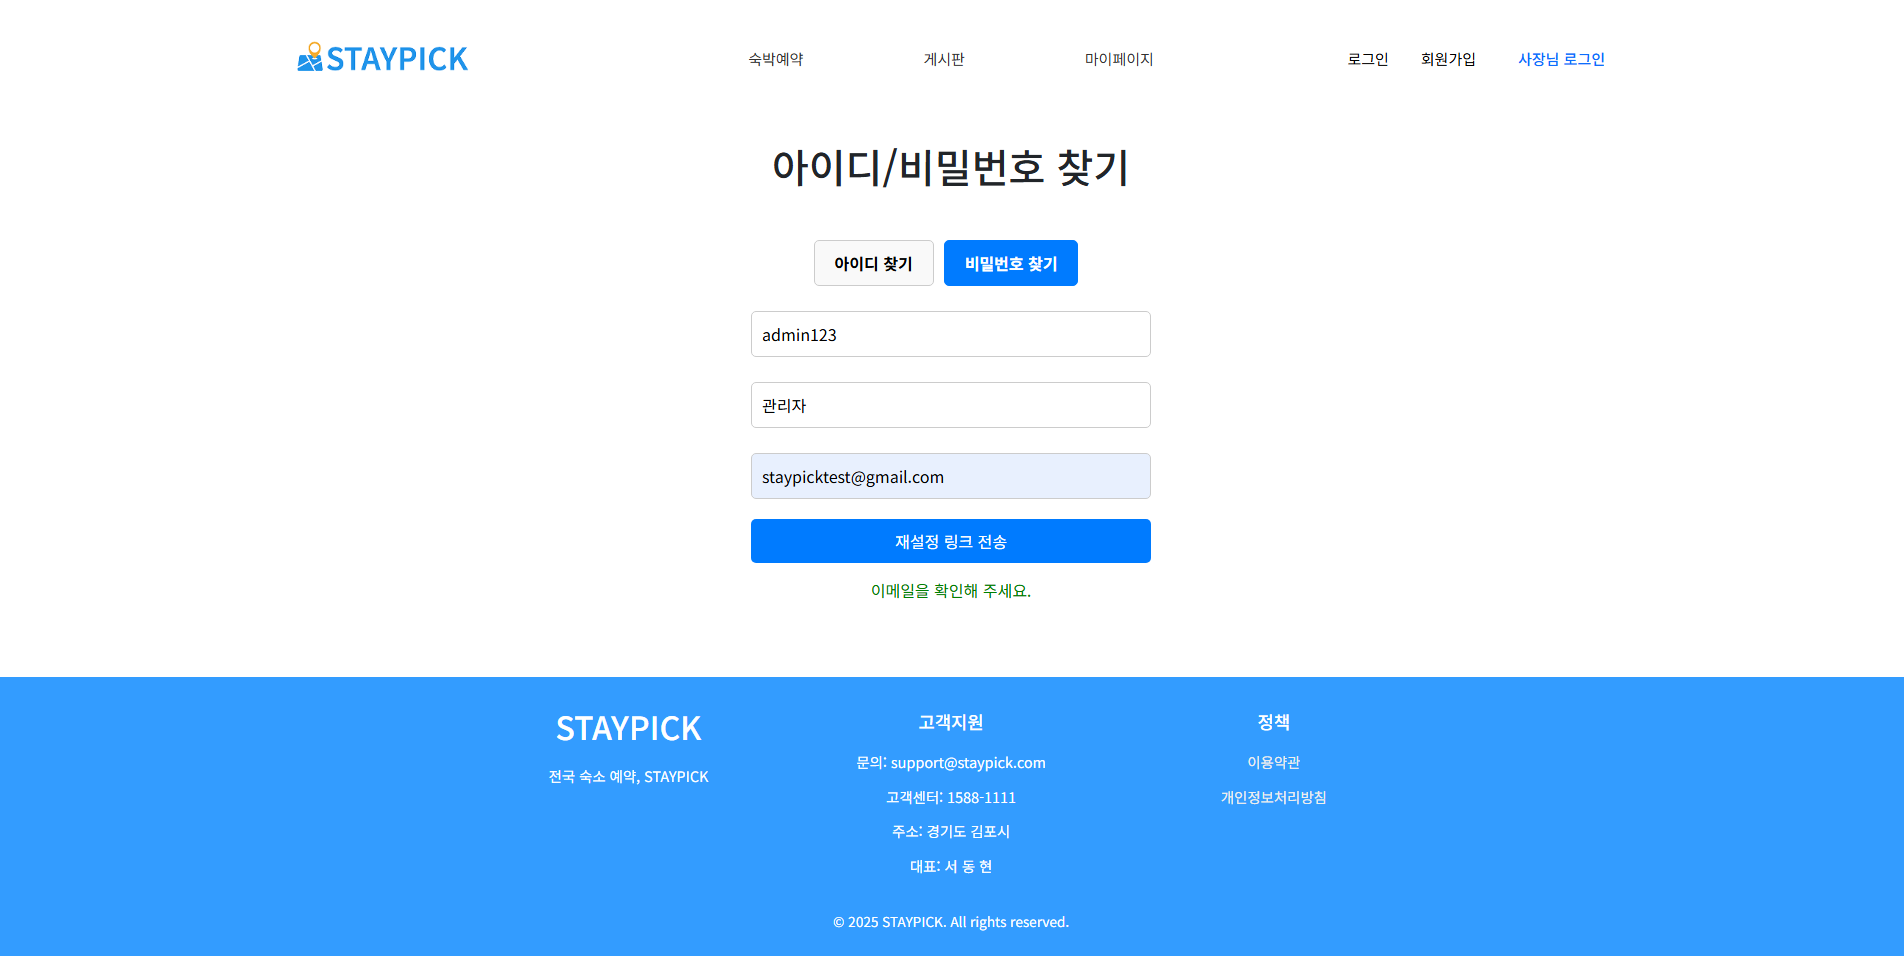 STAYPICK
숙박예약 게시판 마이페이지 로그인 회원가입 사장님 로그인
아이디/비밀번호 찾기
아이디 찾기 비밀번호 찾기
admin123
관리자
staypicktest@gmail.com
재설정 링크 전송
이메일을 확인해 주세요.
STAYPICK
전국 숙소 예약, STAYPICK
고객지원
문의: support@staypick.com
고객센터: 1588-1111
주소: 경기도 김포시
대표: 서 동 현
정책
이용약관
개인정보처리방침
© 2025 STAYPICK. All rights reserved.